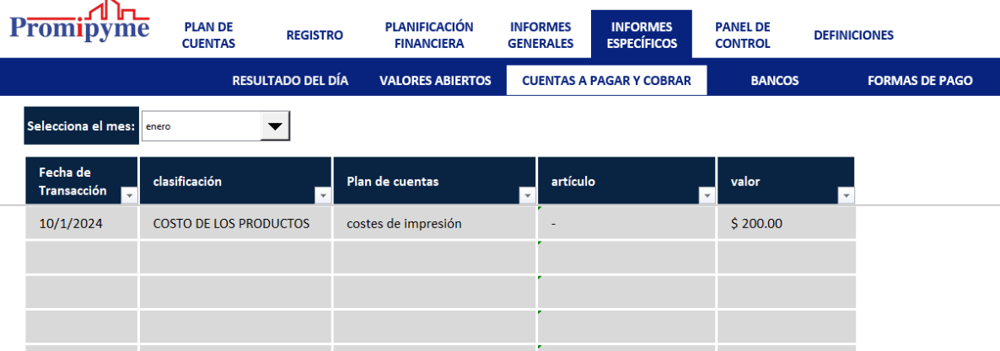 Promipyme
PLAN DE
CUENTAS
REGISTRO
PLANIFICACIÓN
FINANCIERA
INFORMES
GENERALES
INFORMES
ESPECÍFICOS
PANEL DE
CONTROL
DEFINICIONES
RESULTADO DEL DÍA VALORES ABIERTOS CUENTAS A PAGAR Y COBRAR BANCOS FORMAS DE PAGO
Selecciona el mes: enero
Fecha de
Transacción
clasificación
Plan de cuentas
artículo
valor
10/1/2024 COSTO DE LOS PRODUCTOS costes de impresión - $ 200.00